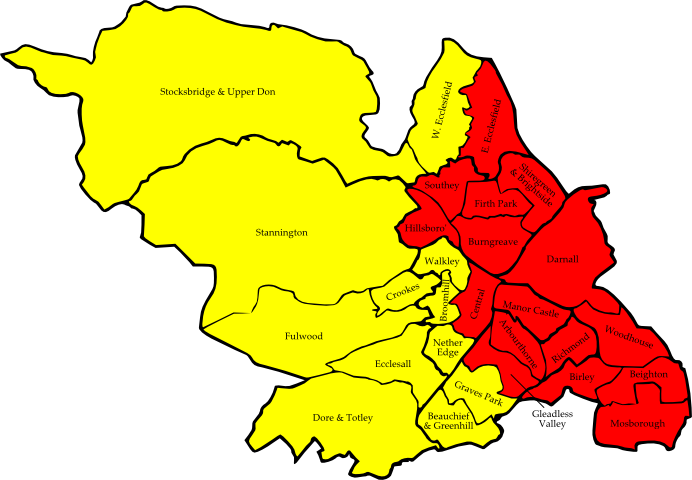 Stocksbridge & Upper Don
W. Ecclesfield
E. Ecclesfield
Shiregreen
& Brightside
Southey
Firth Park
Hillsboro
Burngreave
Stannington
Walkley
Darnall
Crookes
Broomhill
Central
Manor Castle
Fulwood
Arbourthorne
Richmond
Woodhouse
Nether
Edge
Ecclesall
Birley
Beighton
Graves Park
Dore & Totley
Beauchief
& Greenhill
Gleadless
Valley
Mosborough